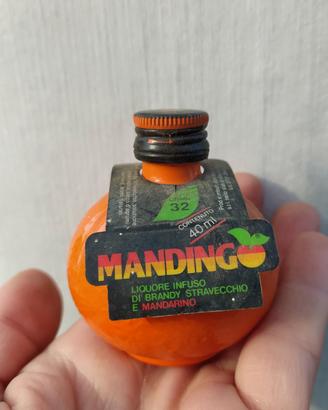 32
CONTENUTO
40 ml
MANDINGO
LIQUORE INFUSO
DI BRANDY STRAVECCHIO
E MANDARINO